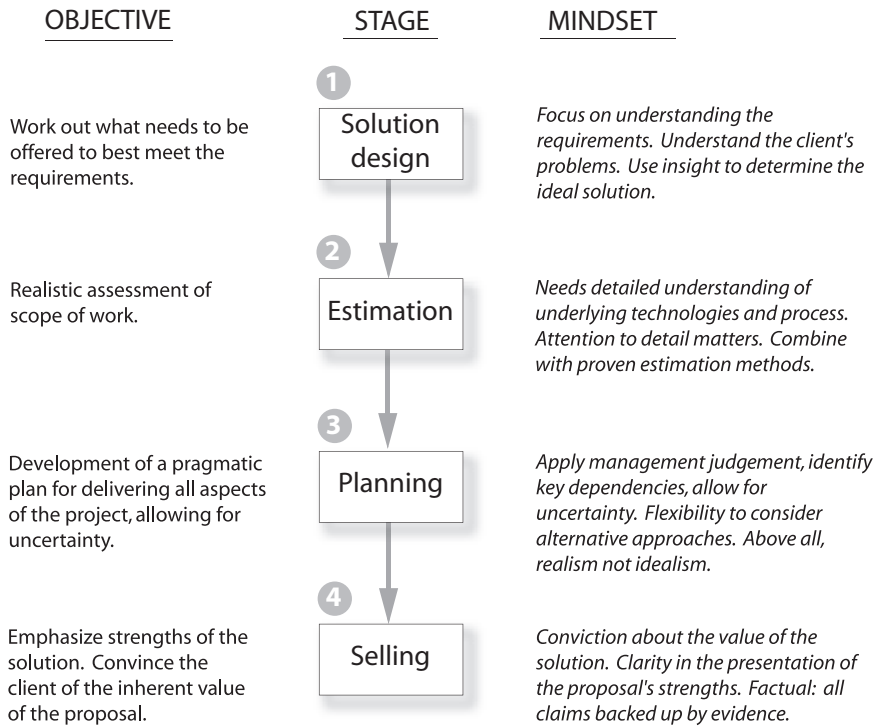 OBJECTIVE
STAGE
MINDSET
1
Work out what needs to be
offered to best meet the
requirements.
Solution
design
Focus on understanding the
requirements. Understand the client's
problems. Use insight to determine the
ideal solution.
2
Realistic assessment of
scope of work.
Estimation
Needs detailed understanding of
underlying technologies and process.
Attention to detail matters. Combine
with proven estimation methods.
3
Development of a pragmatic
plan for delivering all aspects
of the project, allowing for
uncertainty.
Planning
Apply management judgement, identify
key dependencies, allow for
uncertainty. Flexibility to consider
alternative approaches. Above all,
realism not idealism.
4
Emphasize strengths of the
solution. Convince the
client of the inherent value
of the proposal.
Selling
Conviction about the value of the
solution. Clarity in the presentation of
the proposal's strengths. Factual: all
claims backed up by evidence.